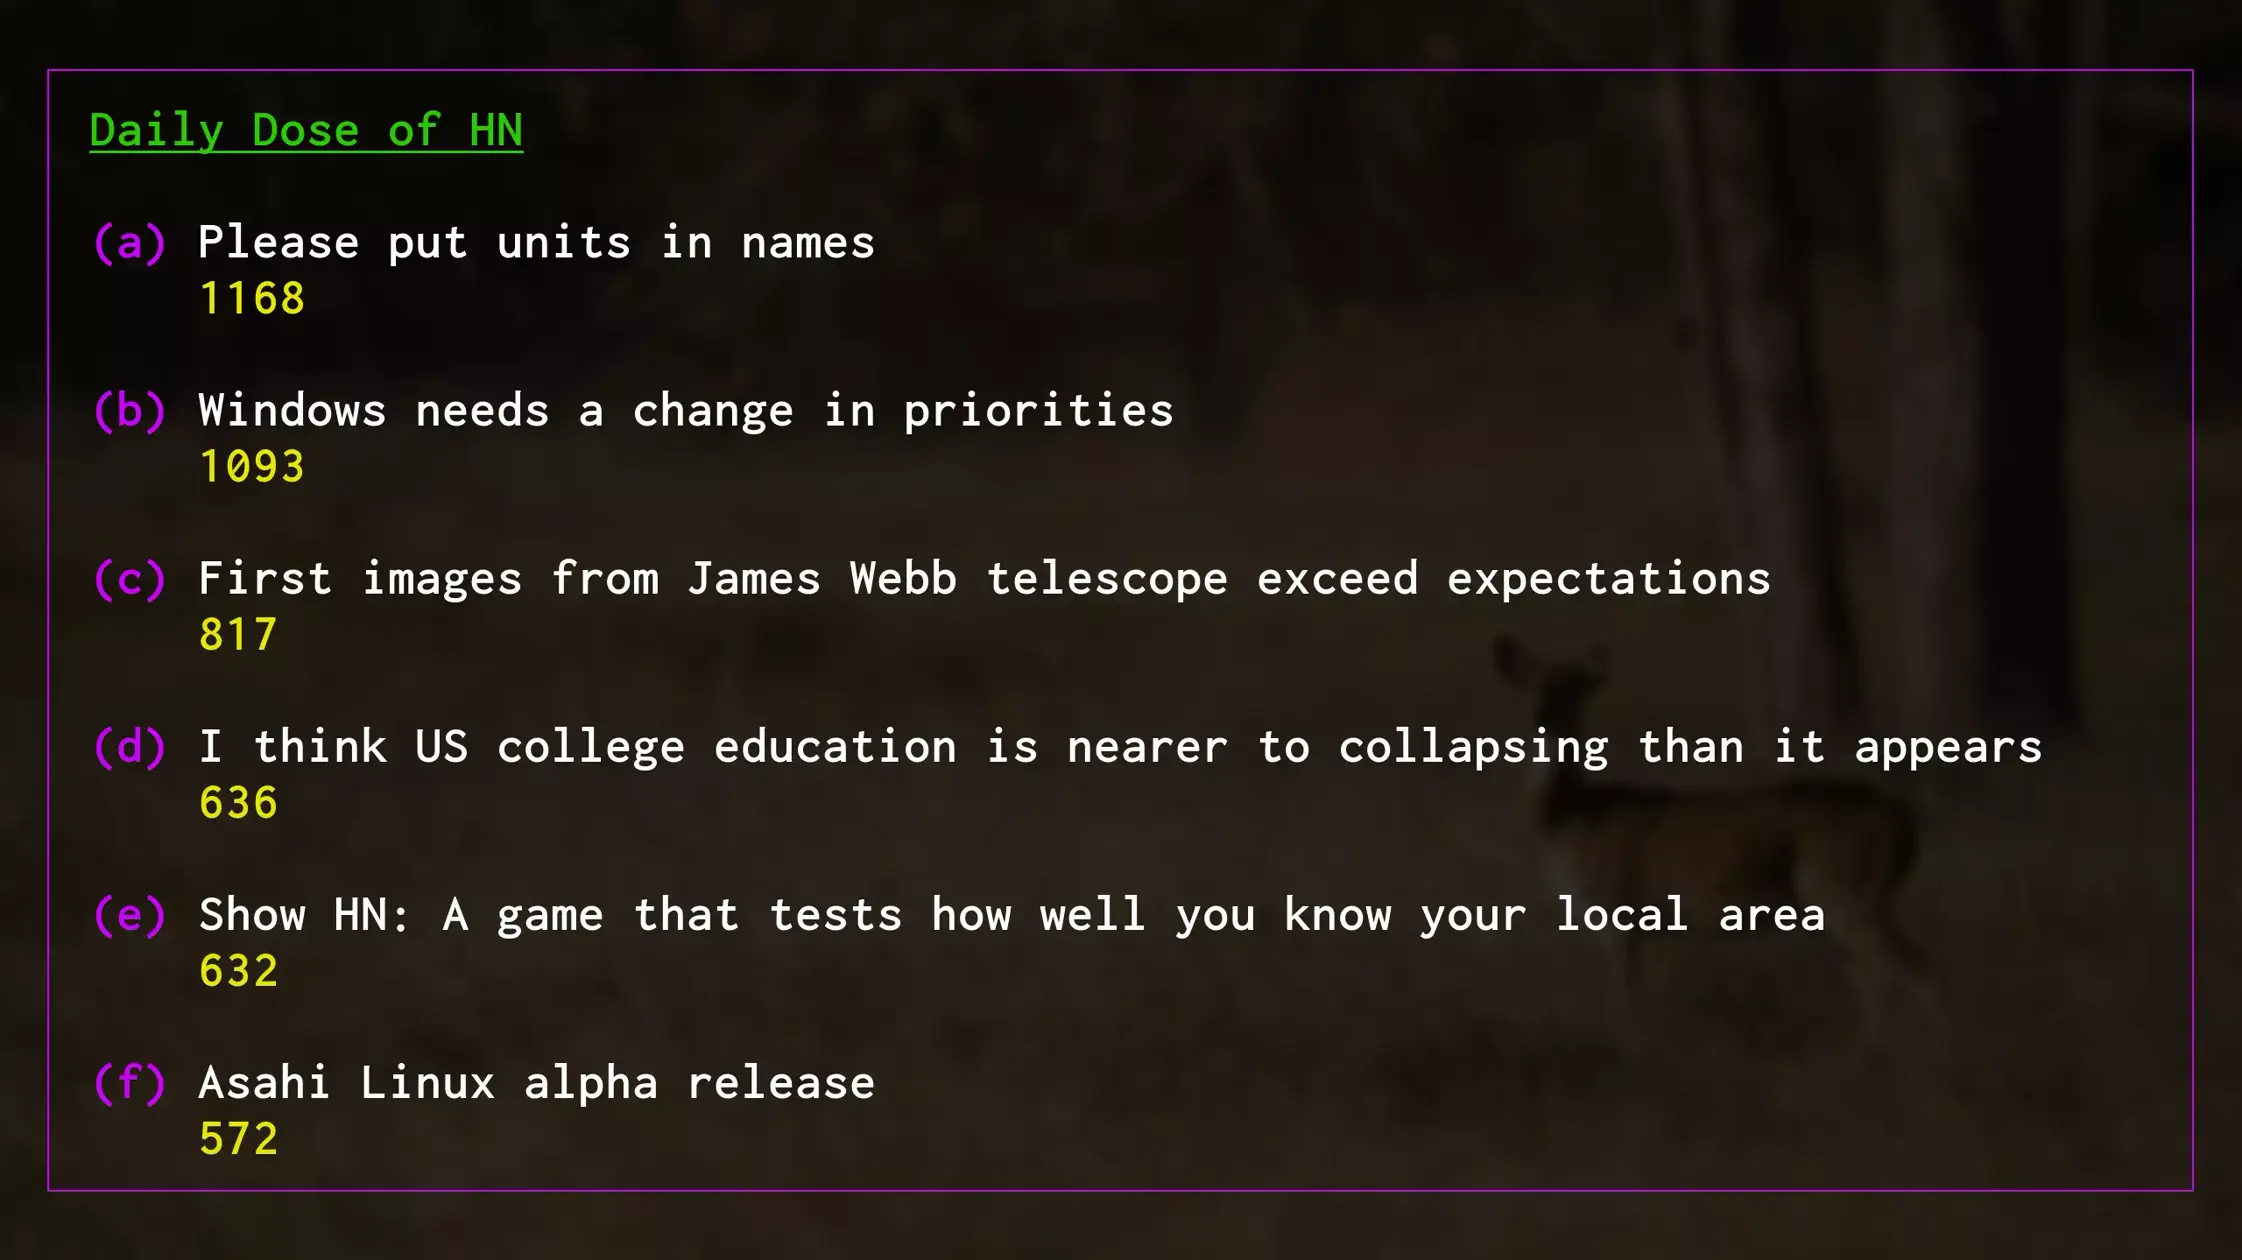 Daily Dose of HN
(a) Please put units in names
1168
(b) Windows needs a change in priorities
1093
(c) First images from James Webb telescope exceed expectations
817
(d) I think US college education is nearer to collapsing than it appears
636
(e) Show HN: A game that tests how well you know your local area
632
(f) Asahi Linux alpha release
572